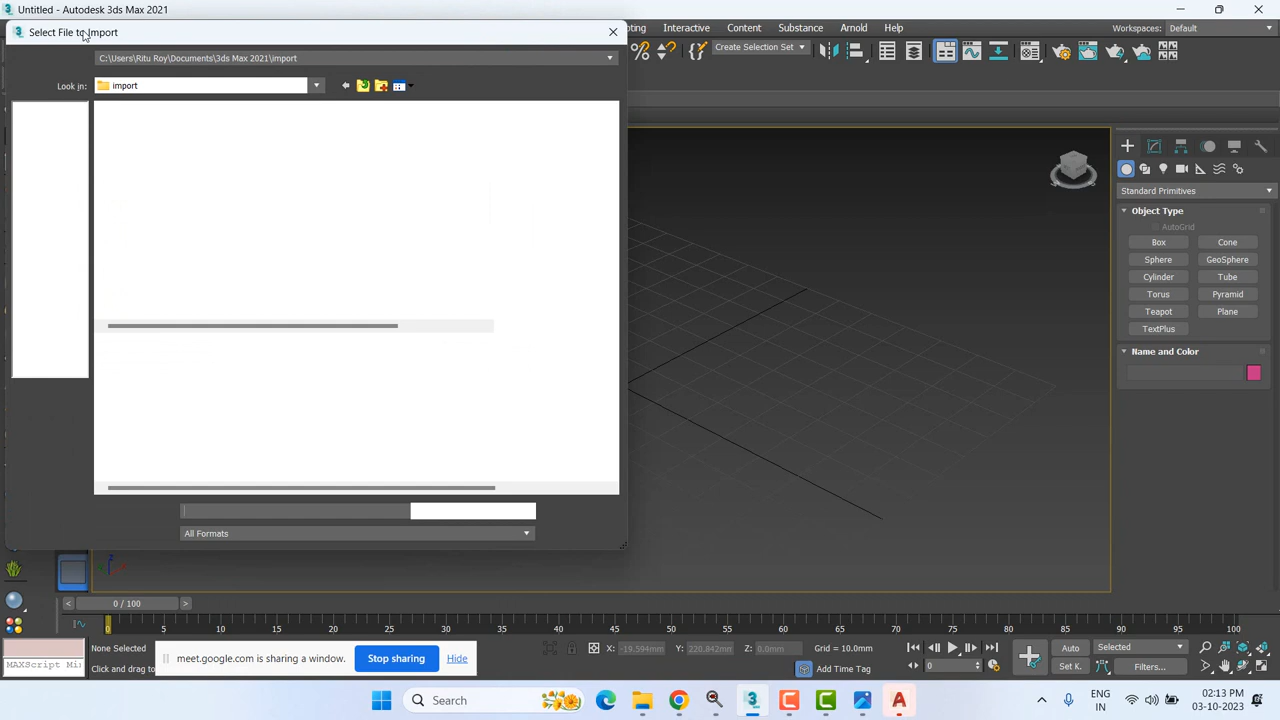 Untitled - Autodesk 3ds Max 2021
Select File to Import
Interactive Substance Content Civil View Arnold Help
Workspaces: Default
C:\Users\Ritu Roy\Documents\3ds Max 2021\import
Create Selection Set
Look in: import
Standard Primitives
Object Type
AutoGrid
Box Cone
Sphere GeoSphere
Cylinder Tube
Torus Pyramid
Teapot Plane
TextPlus
Name and Color
All Formats
0 / 100
0 5 10 15 20 25 30 35 40 45 50 55 60 65 70 75 80 85 90 95 100
None Selected
MAXScript Mi
Click and drag to
meet.google.com is sharing a window.
Stop sharing
Hide
X: -19.594mm Y: 220.842mm Z: 0.0mm Grid = 10.0mm
Add Time Tag
0
Auto Selected
Set K. Filters...
Search
ENG
IN
02:13 PM
03-10-2023